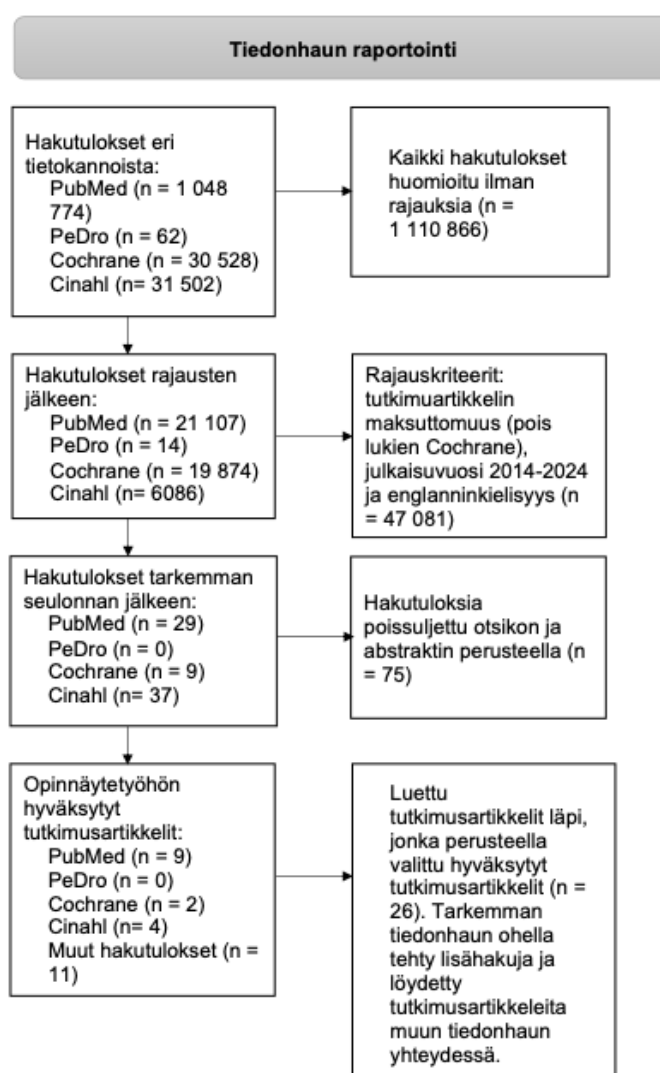 Tiedonhaun raportointi
Hakutulokset eri
tietokannoista:
PubMed (n = 1 048
774)
PeDro (n = 62)
Cochrane (n = 30 528)
Cinahl (n= 31 502)
Kaikki hakutulokset
huomioitu ilman
rajauksia (n =
1 110 866)
Hakutulokset rajausten
jälkeen:
PubMed (n = 21 107)
PeDro (n = 14)
Cochrane (n = 19 874)
Cinahl (n= 6086)
Rajauskriteerit:
tutkimuartikkelin
maksuttomuus (pois
lukien Cochrane),
julkaisuvuosi 2014-2024
ja englanninkielisyys (n
= 47 081)
Hakutulokset tarkemman
seulonnan jälkeen:
PubMed (n = 29)
PeDro (n = 0)
Cochrane (n = 9)
Cinahl (n= 37)
Hakutuloksia
poissuljettu otsikon ja
abstraktin perusteella (n
= 75)
Opinnäytetyöhön
hyväksytyt
tutkimusartikkelit:
PubMed (n = 9)
PeDro (n = 0)
Cochrane (n = 2)
Cinahl (n= 4)
Muut hakutulokset (n =
11)
Luettu
tutkimusartikkelit läpi,
jonka perusteella
valittu hyväksytyt
tutkimusartikkelit (n =
26). Tarkemman
tiedonhaun ohella
tehty lisähakuja ja
löydetty
tutkimusartikkeleita
muun tiedonhaun
yhteydessä.